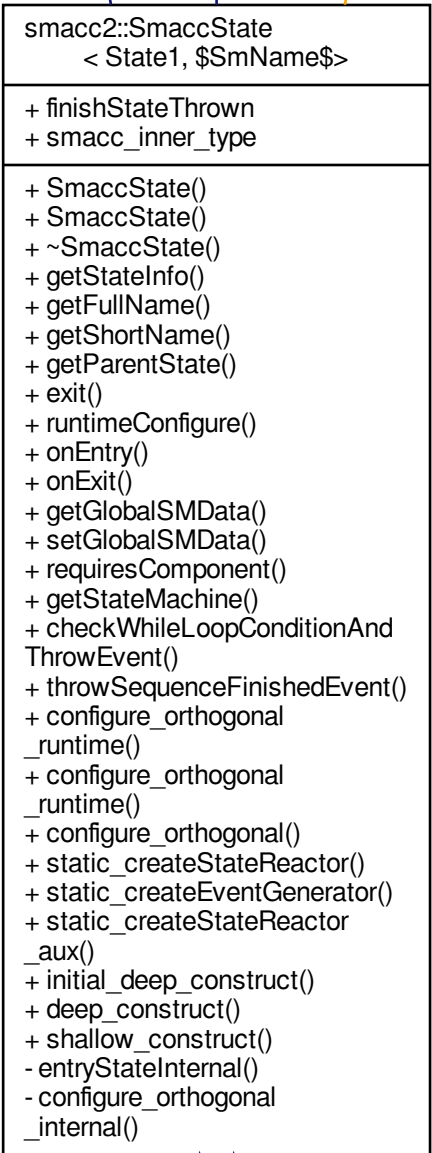 smacc2::SmaccState
< State1, $SmName$>
+ finishStateThrown
+ smacc_inner_type
+ SmaccState()
+ SmaccState()
+ ~SmaccState()
+ getStateInfo()
+ getFullName()
+ getShortName()
+ getParentState()
+ exit()
+ runtimeConfigure()
+ onEntry()
+ onExit()
+ getGlobalSMData()
+ setGlobalSMData()
+ requiresComponent()
+ getStateMachine()
+ checkWhileLoopConditionAnd
ThrowEvent()
+ throwSequenceFinishedEvent()
+ configure_orthogonal
_runtime()
+ configure_orthogonal
_runtime()
+ configure_orthogonal()
+ static_createStateReactor()
+ static_createEventGenerator()
+ static_createStateReactor
_aux()
+ initial_deep_construct()
+ deep_construct()
+ shallow_construct()
- entryStateInternal()
- configure_orthogonal
_internal()